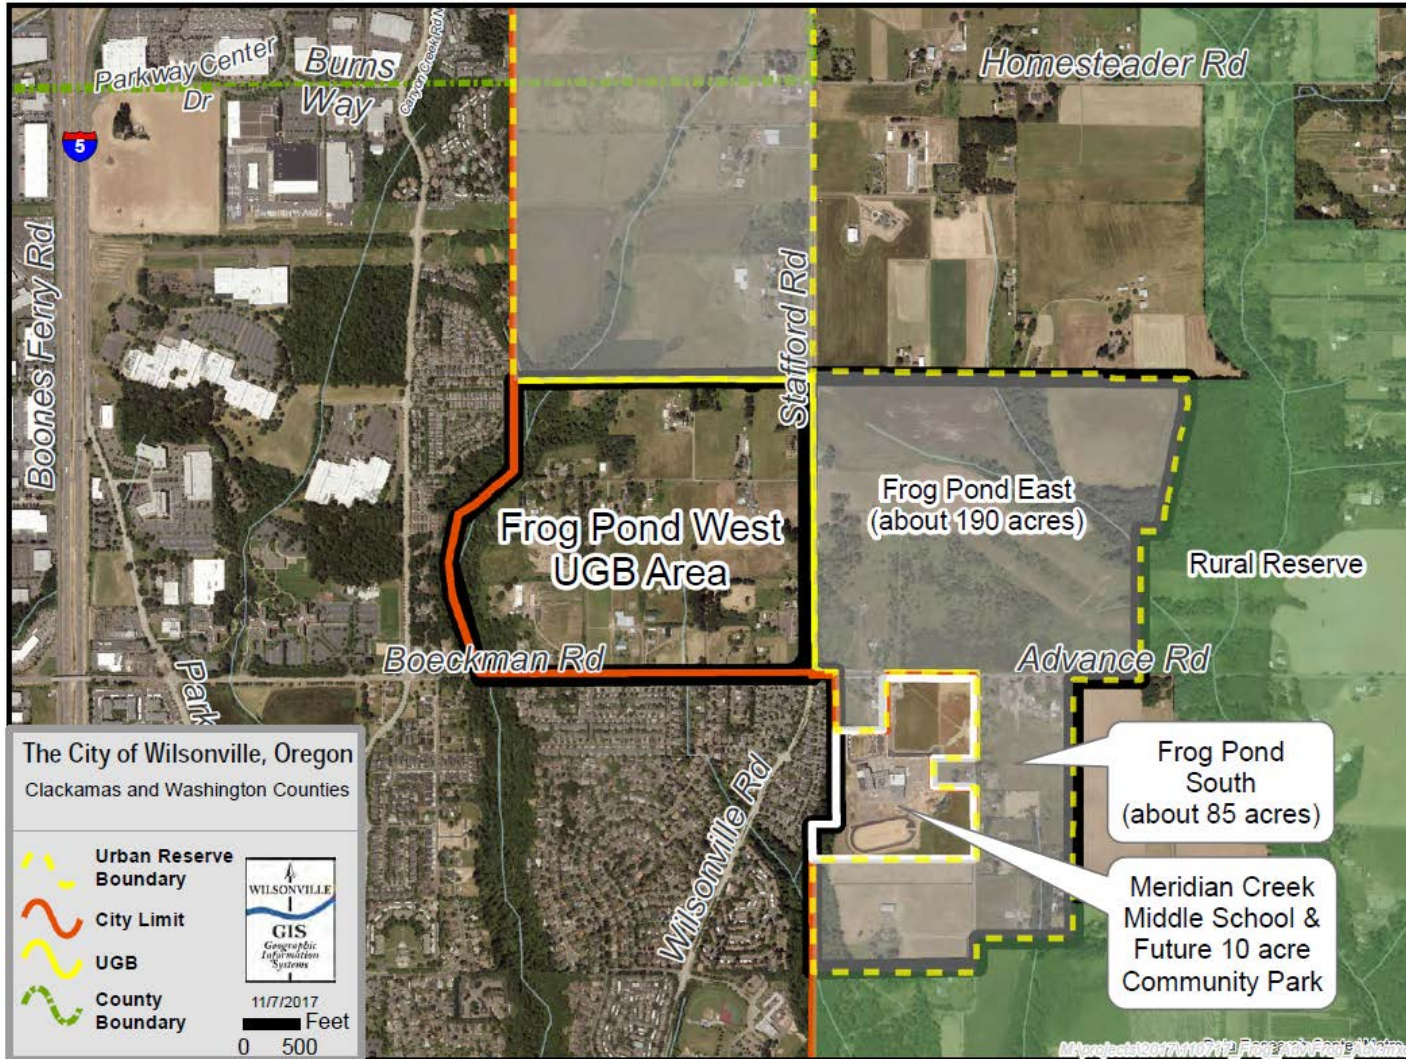 Parkway Center
Dr
Burns
Way
Canyon Creek Rd N
Homesteader Rd
5
Boones Ferry Rd
Stafford Rd
Frog Pond West
UGB Area
Frog Pond East
(about 190 acres)
Rural Reserve
Boeckman Rd
Advance Rd
Park
Wilsonville Rd
Frog Pond
South
(about 85 acres)
Meridian Creek
Middle School &
Future 10 acre
Community Park
The City of Wilsonville, Oregon
Clackamas and Washington Counties
Urban Reserve
Boundary
City Limit
UGB
County
Boundary
WILSONVILLE
GIS
Geographic
Information
Systems
11/7/2017
Feet
0 500